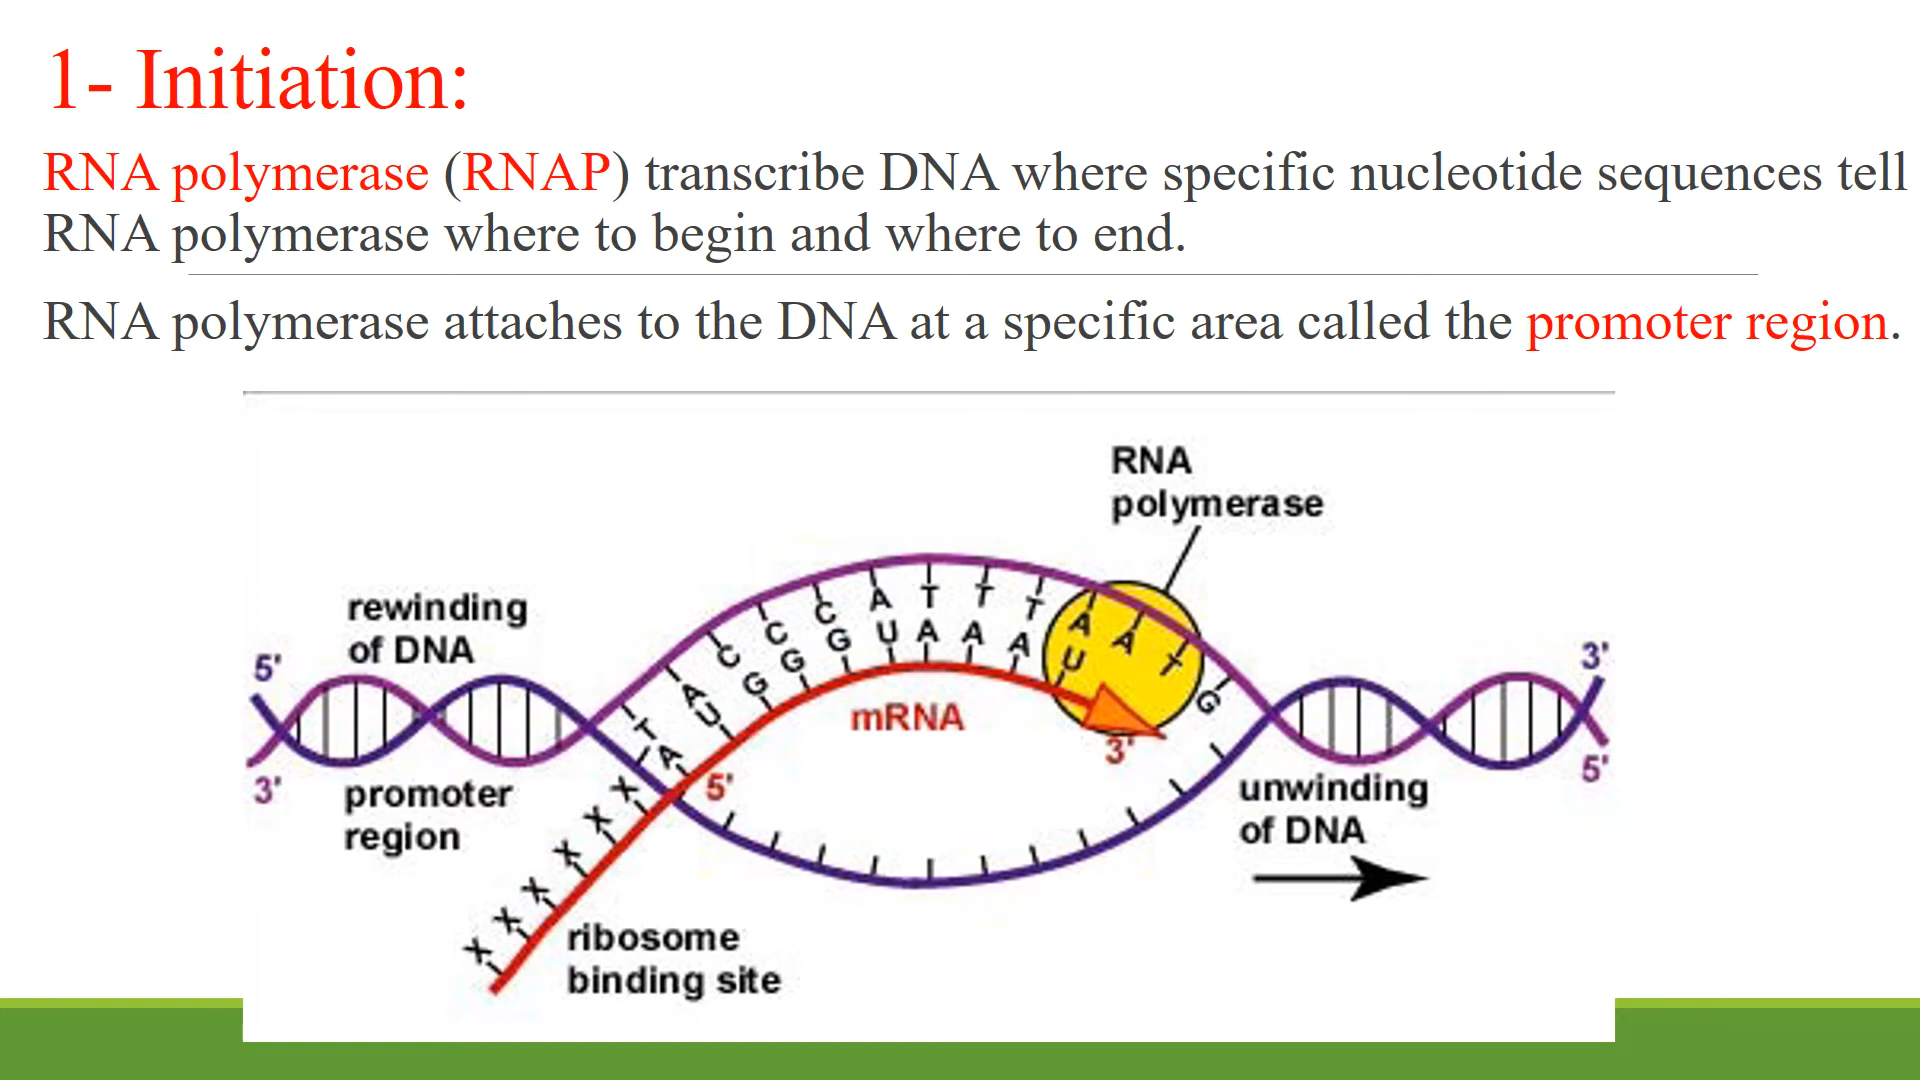 1- Initiation:
RNA polymerase (RNAP) transcribe DNA where specific nucleotide sequences tell
RNA polymerase where to begin and where to end.
RNA polymerase attaches to the DNA at a specific area called the promoter region.
RNA
polymerase
rewinding
of DNA
5'
3'
promoter
region
T A C C C A T T T A A T G
A U G G G U A A A U
mRNA
5'
3'
X X X X X X
ribosome
binding site
unwinding
of DNA
3'
5'